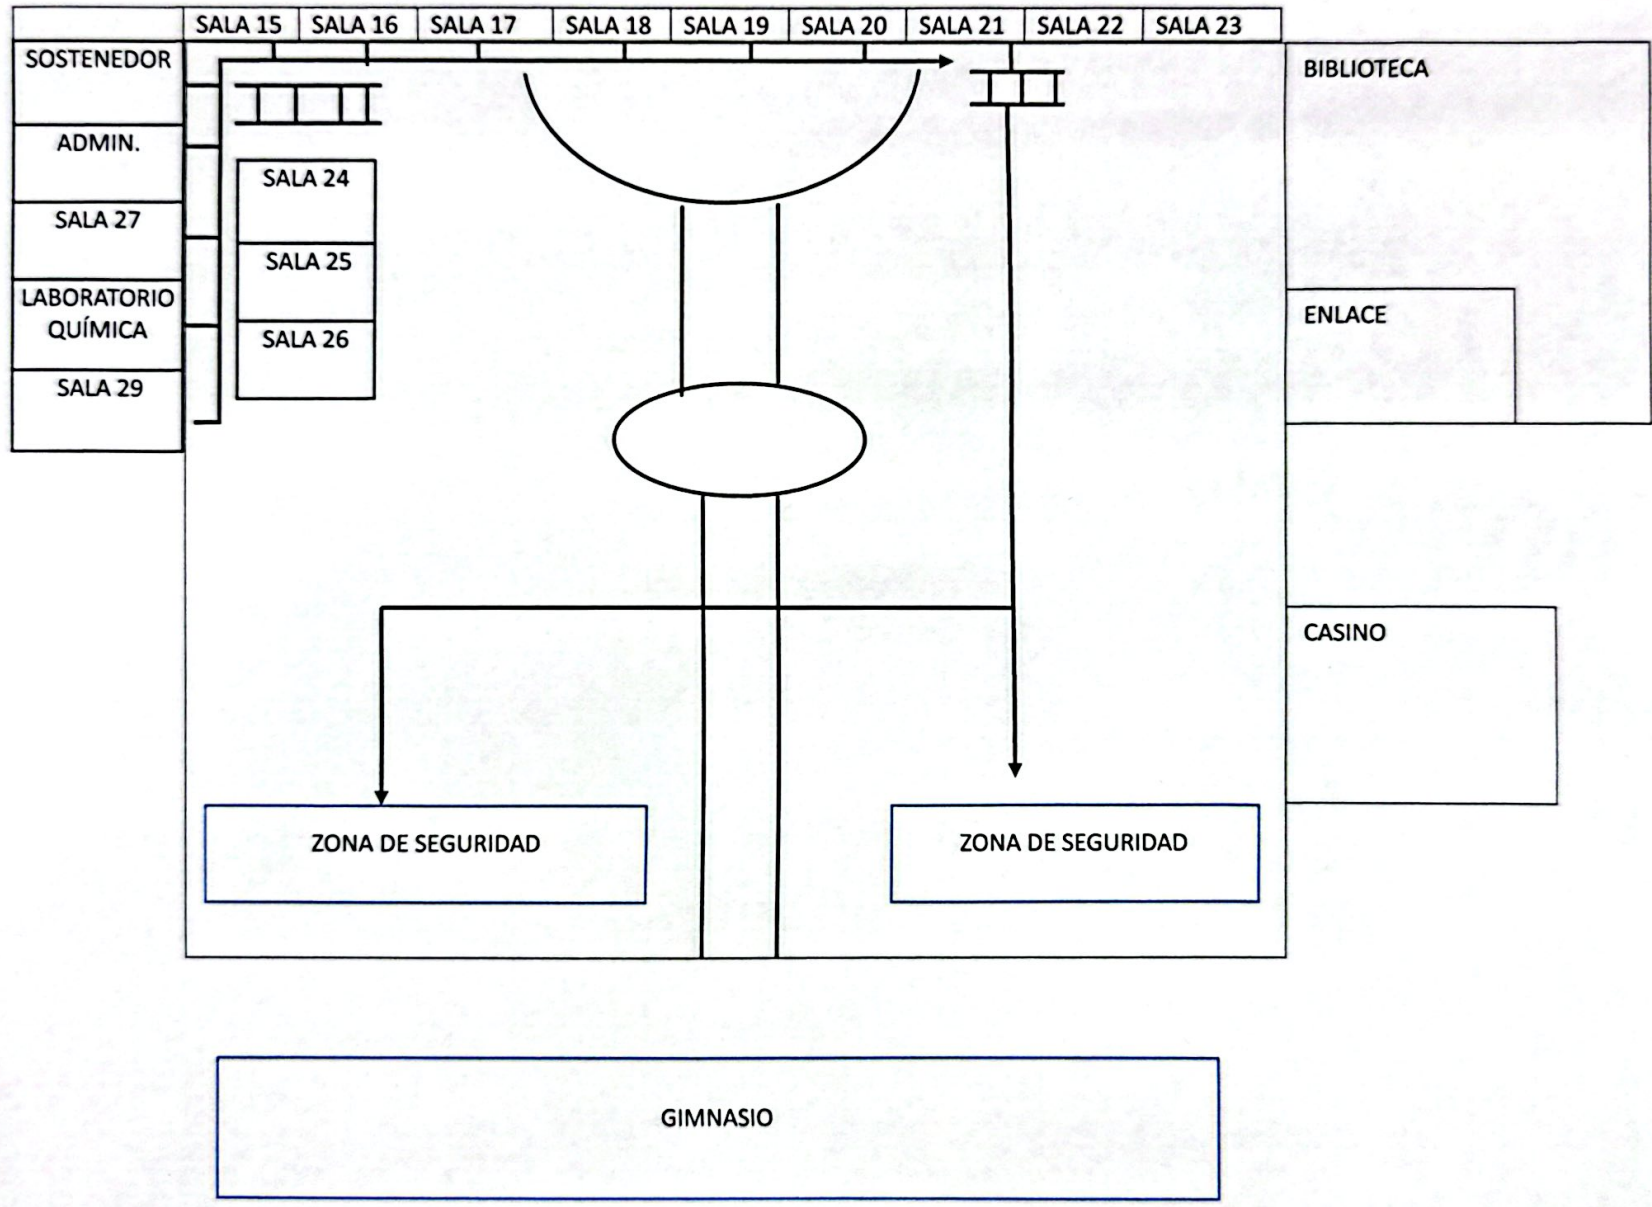 SALA 15
SALA 16
SALA 17
SALA 18
SALA 19
SALA 20
SALA 21
SALA 22
SALA 23
SOSTENEDOR
ADMIN.
SALA 27
LABORATORIO
QUÍMICA
SALA 29
SALA 24
SALA 25
SALA 26
BIBLIOTECA
ENLACE
CASINO
ZONA DE SEGURIDAD
ZONA DE SEGURIDAD
GIMNASIO